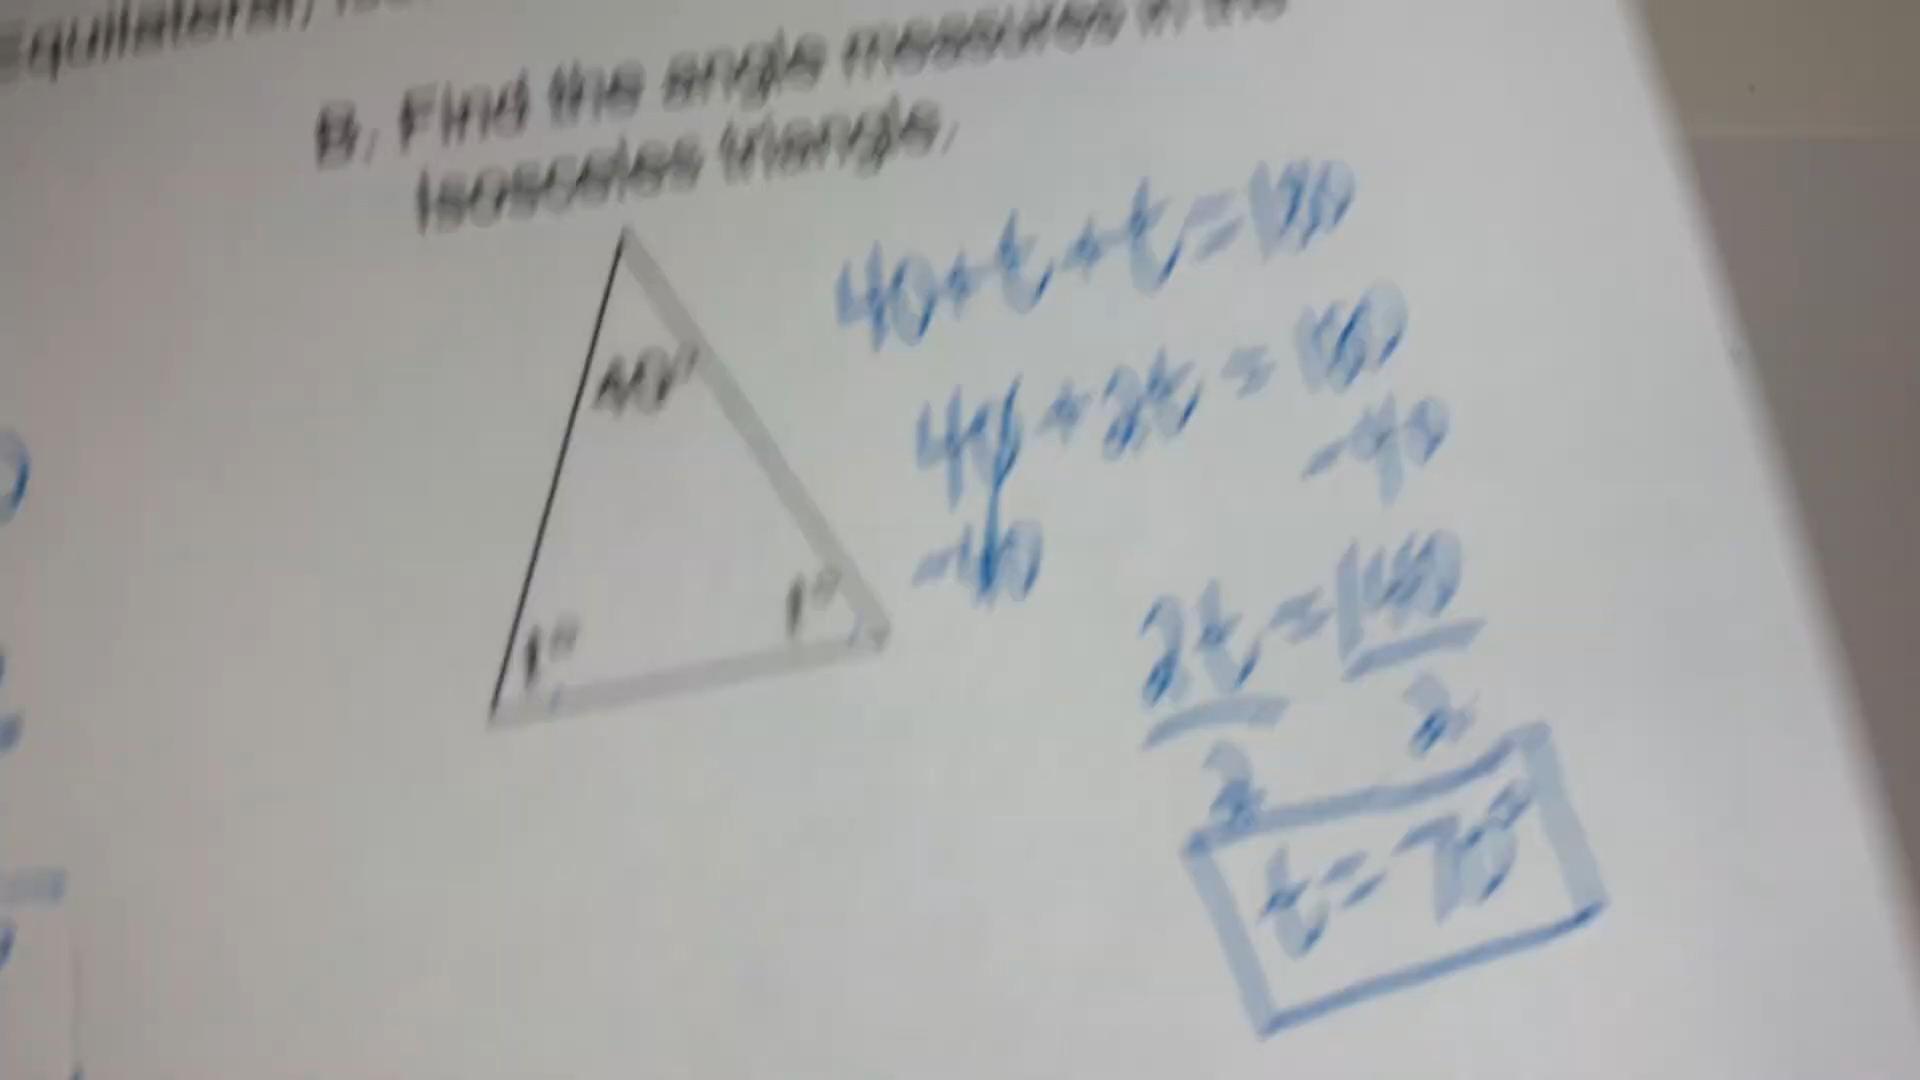 Equilateral,
B. Find the angle measures in the
isosceles triangle.
40+t+t=180
40°
40+2t=180
-40
-40
t°
t°
2t=140
2
2
t=70°